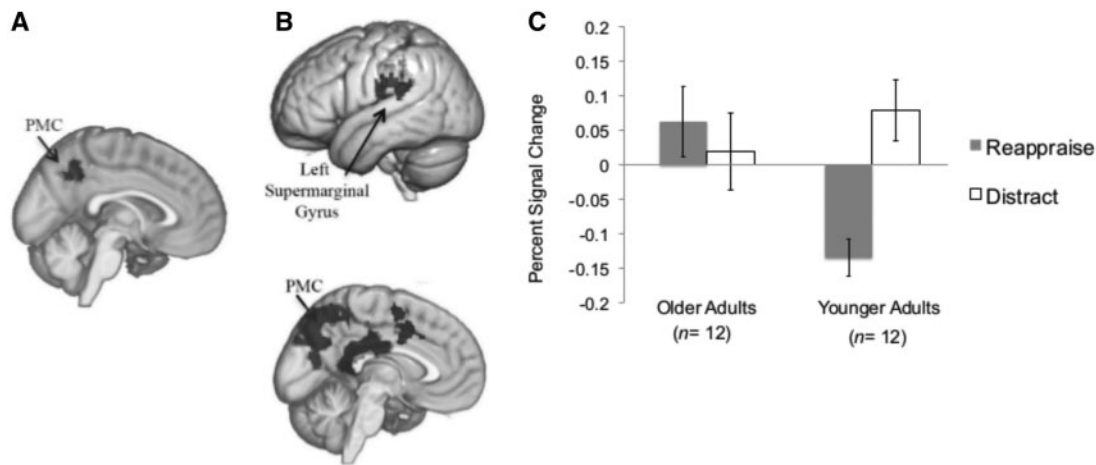 A
PMC
B
Left
Supermarginal
Gyrus
PMC
C
Percent Signal Change
0.2
0.15
0.1
0.05
0
-0.05
-0.1
-0.15
-0.2
Older Adults
(n= 12)
Younger Adults
(n= 12)
Reappraise
Distract